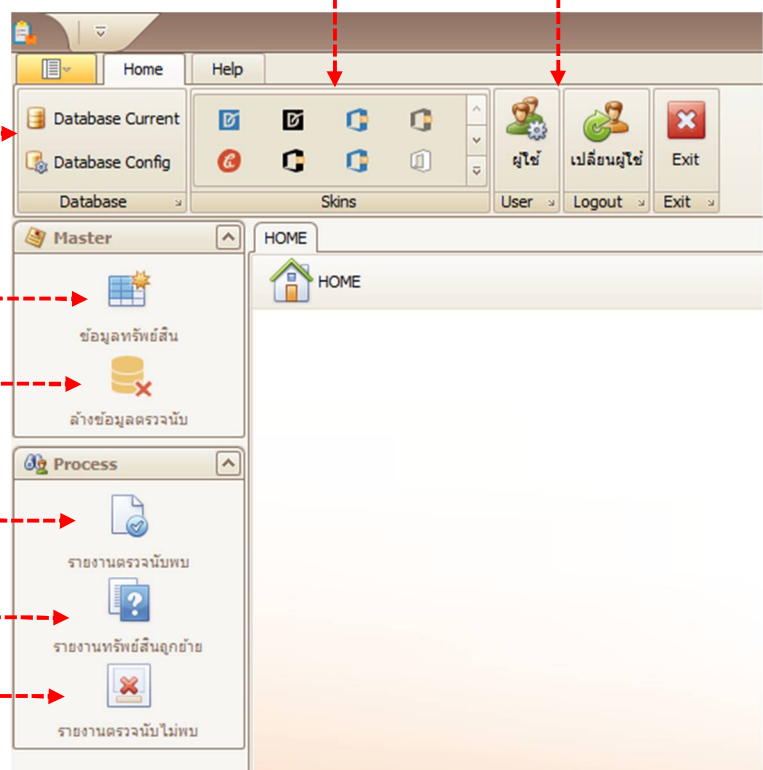 Home Help
Database Current
Database Config
ผู้ใช้
เปลี่ยนผู้ใช้
Exit
Database
Skins
User
Logout
Exit
Master
ข้อมูลทรัพย์สิน
ล้างข้อมูลตรวจนับ
Process
รายงานตรวจนับพบ
รายงานทรัพย์สินถูกย้าย
รายงานตรวจนับไม่พบ
HOME
HOME